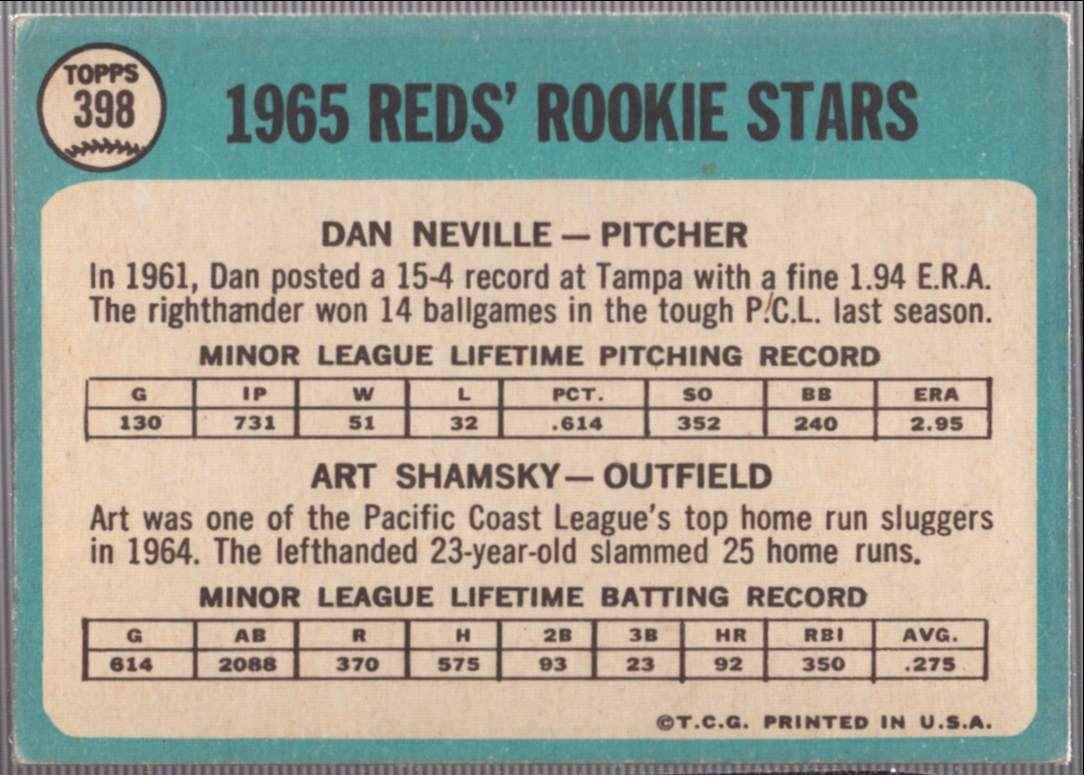 TOPPS
398
1965 REDS' ROOKIE STARS
DAN NEVILLE — PITCHER
In 1961, Dan posted a 15-4 record at Tampa with a fine 1.94 E.R.A.
The righthander won 14 ballgames in the tough P.C.L. last season.
MINOR LEAGUE LIFETIME PITCHING RECORD
G IP W L PCT. SO BB ERA
130 731 51 32 .614 352 240 2.95
ART SHAMSKY — OUTFIELD
Art was one of the Pacific Coast League's top home run sluggers
in 1964. The lefthanded 23-year-old slammed 25 home runs.
MINOR LEAGUE LIFETIME BATTING RECORD
G AB R H 2B 3B HR RBI AVG.
614 2088 370 575 93 23 92 350 .275
©T.C.G. PRINTED IN U.S.A.